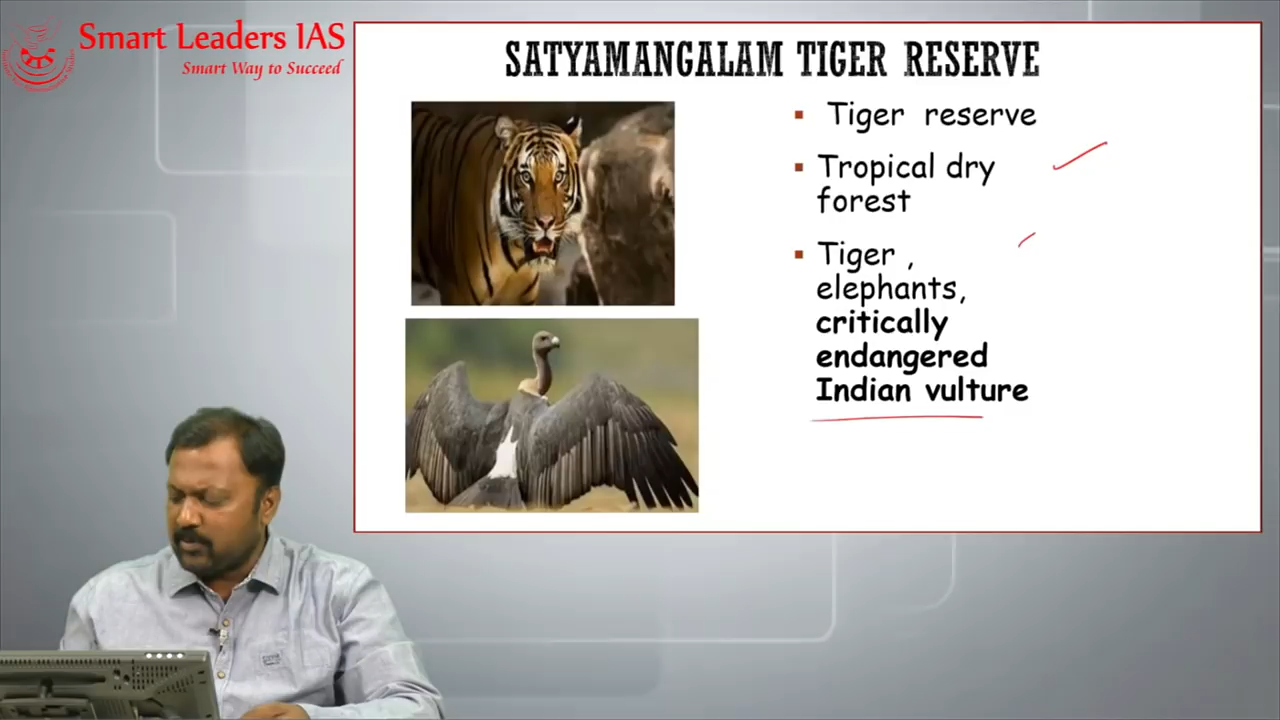 Smart Leaders IAS
Smart Way to Succeed
SATYAMANGALAM TIGER RESERVE
▪ Tiger reserve
▪ Tropical dry
forest
▪ Tiger ,
elephants,
critically
endangered
Indian vulture